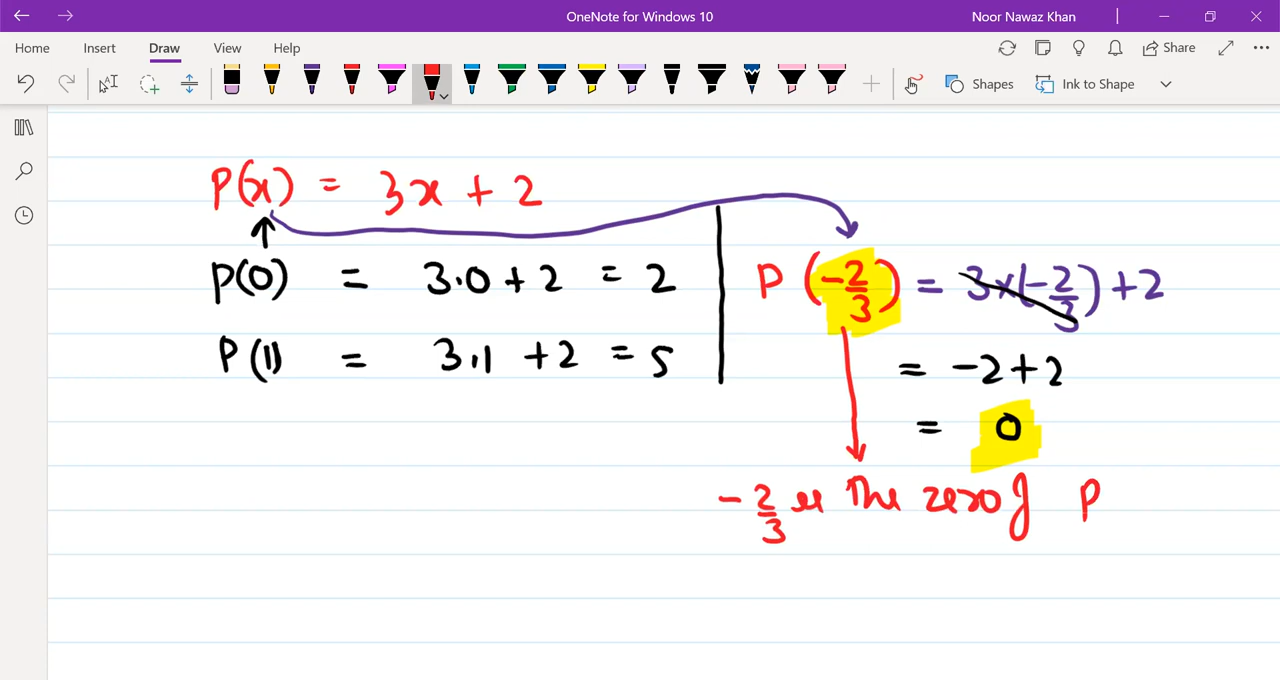 OneNote for Windows 10
Noor Nawaz Khan
Home Insert Draw View Help
Share
Shapes
Ink to Shape
P(x) = 3x + 2
P(0) = 3·0 + 2 = 2
P(1) = 3·1 + 2 = 5
P(-2/3) = 3×(-2/3) + 2
= -2+2
= 0
-2/3 is the zero of P